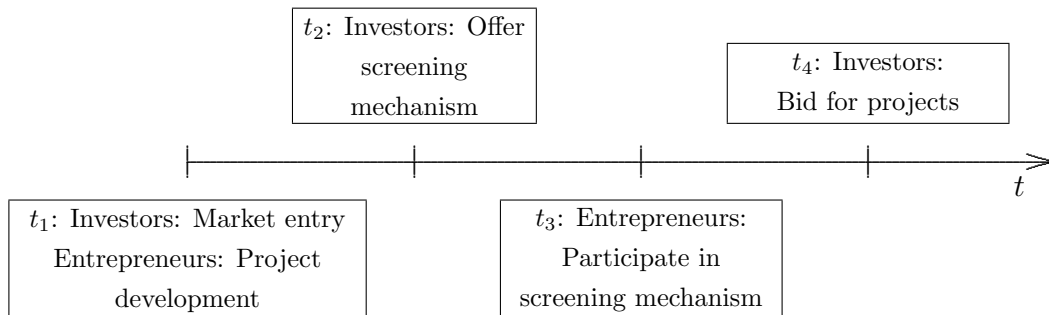 t₂: Investors: Offer
screening
mechanism
t₄: Investors:
Bid for projects
t
t₁: Investors: Market entry
Entrepreneurs: Project
development
t₃: Entrepreneurs:
Participate in
screening mechanism